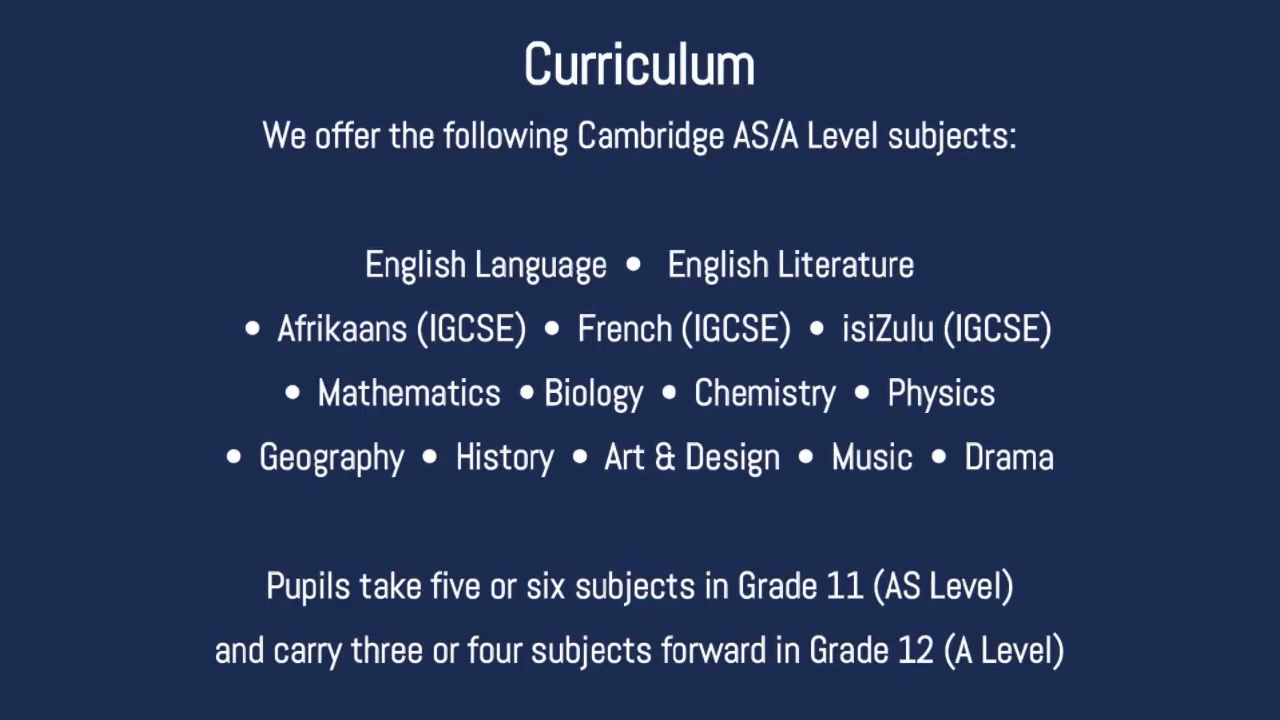 Curriculum
We offer the following Cambridge AS/A Level subjects:
English Language • English Literature
• Afrikaans (IGCSE) • French (IGCSE) • isiZulu (IGCSE)
• Mathematics • Biology • Chemistry • Physics
• Geography • History • Art & Design • Music • Drama
Pupils take five or six subjects in Grade 11 (AS Level)
and carry three or four subjects forward in Grade 12 (A Level)